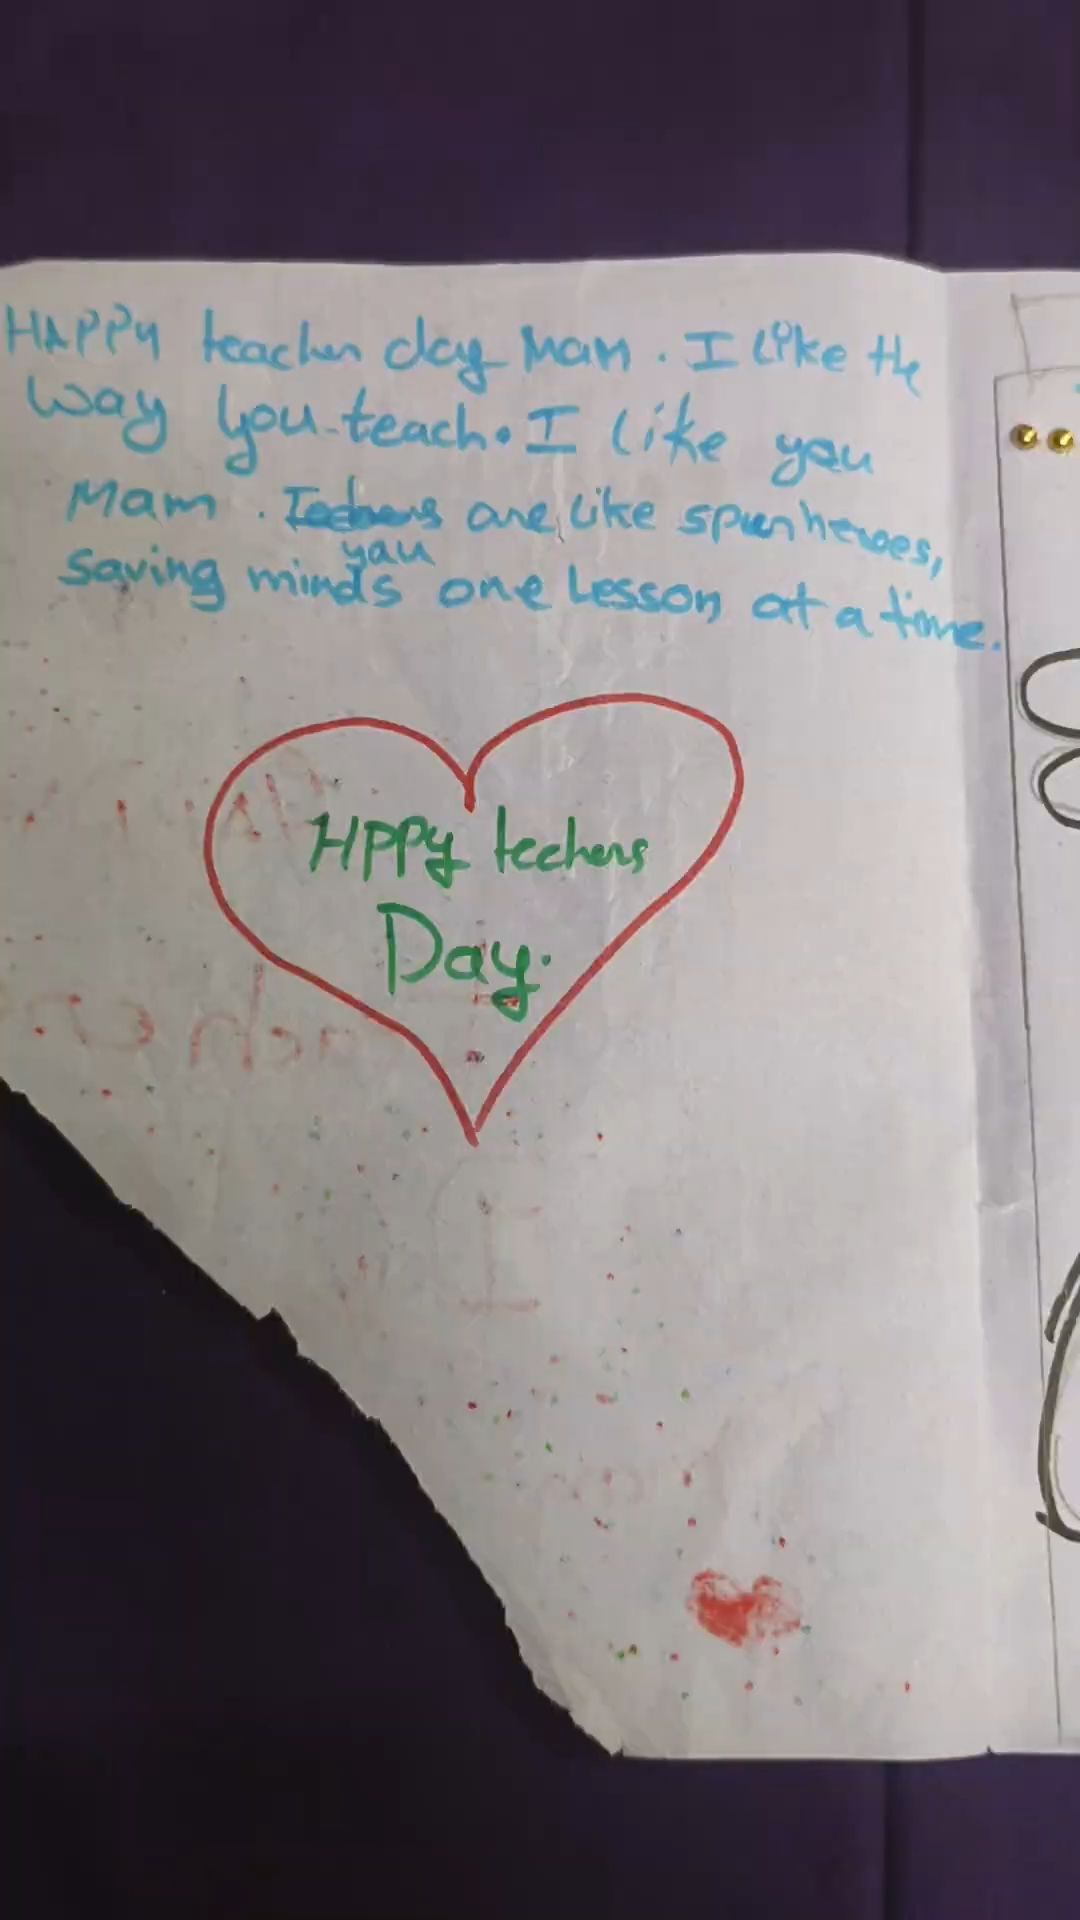 HAPPY teacher day Mam. I like the
way you teach. I like you
Mam. are like superheroes,
you
saving minds one Lesson at a time.
HPPY techers
Day.